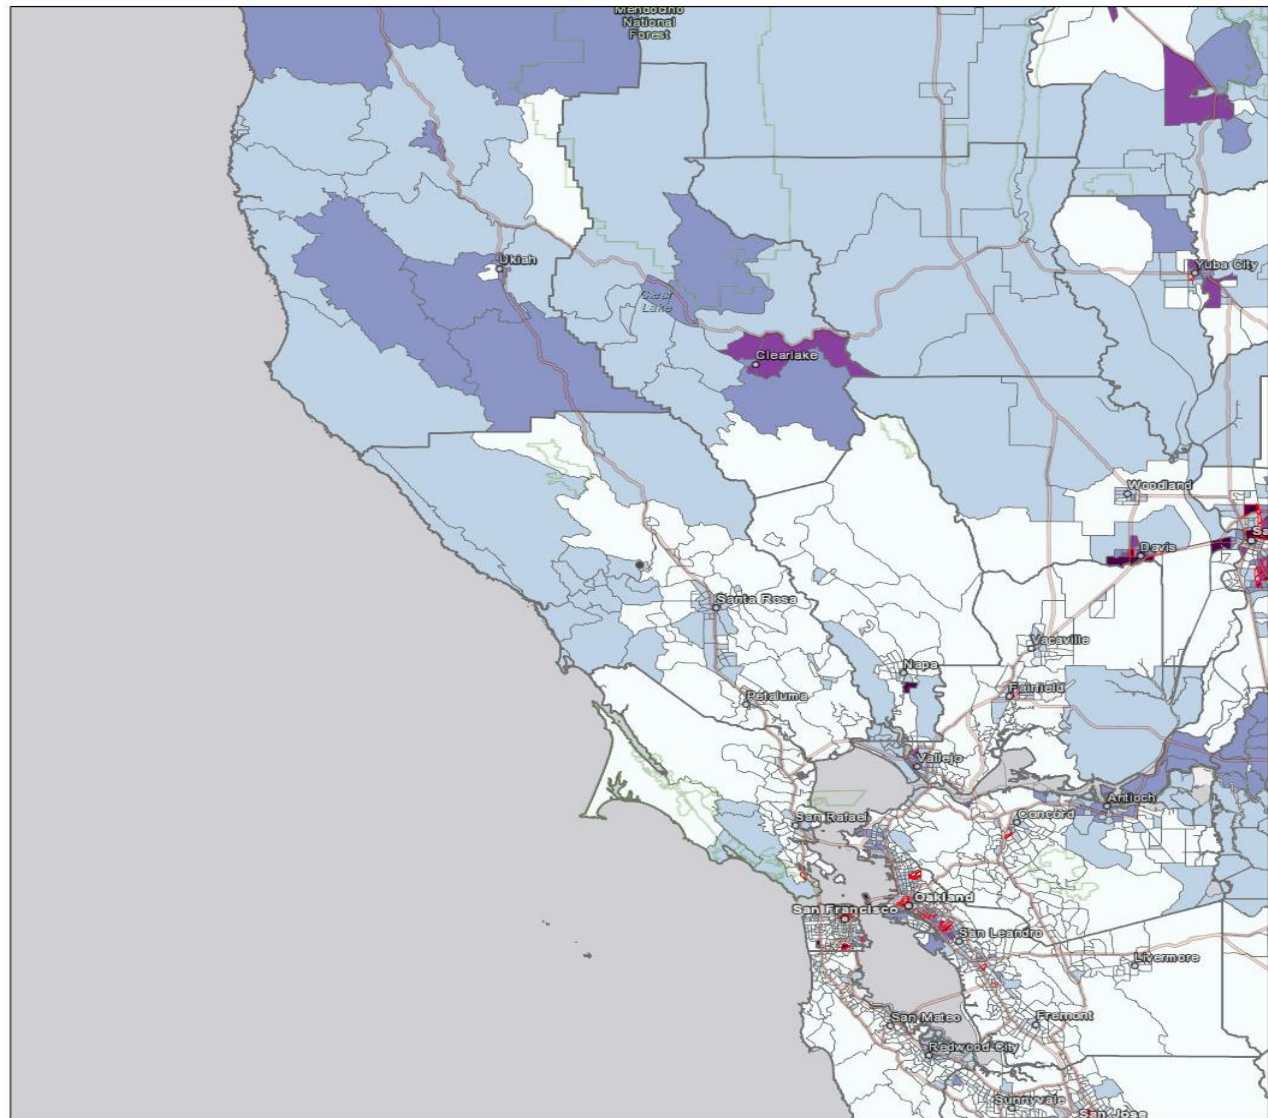 Mendocino
National
Forest
Ukiah
Yuba City
Clear
Lake
Clearlake
Woodland
Davis
Sa
Santa Rosa
Vacaville
Napa
Fairfield
Petaluma
Vallejo
Antioch
San Rafael
Concord
Oakland
San Francisco
San Leandro
Livermore
San Mateo
Fremont
Redwood City
Sunnyvale
San Jose